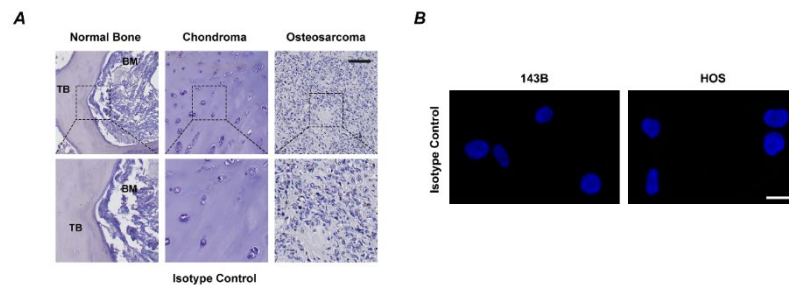 A
Normal Bone Chondroma Osteosarcoma
BM
TB
BM
TB
Isotype Control
B
143B HOS
Isotype Control